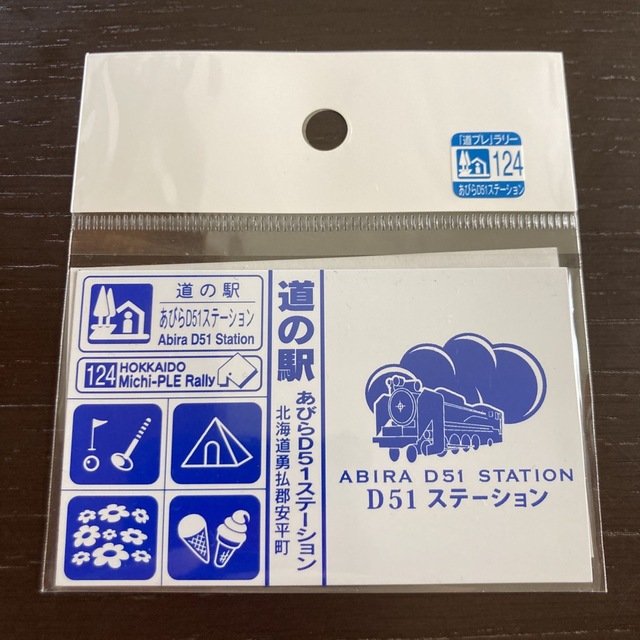 「道プレ」ラリー
124
あびらD51ステーション
道の駅
あびらD51ステーション
Abira D51 Station
124 HOKKAIDO
Michi-PLE Rally
道の駅 あびらD51ステーション
北海道勇払郡安平町
ABIRA D51 STATION
D51 ステーション